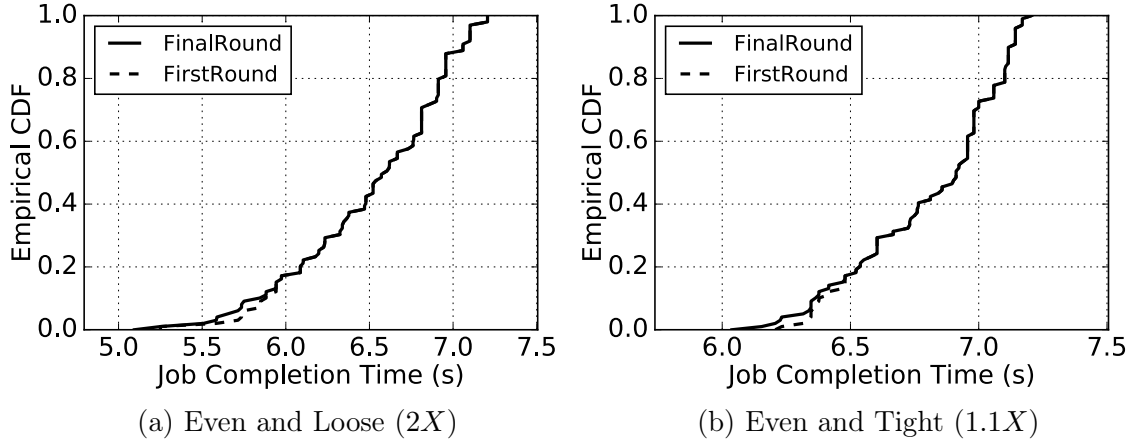 Empirical CDF
1.0
0.8
0.6
0.4
0.2
0.0
FinalRound
FirstRound
5.0 5.5 6.0 6.5 7.0 7.5
Job Completion Time (s)
(a) Even and Loose (2X)
Empirical CDF
1.0
0.8
0.6
0.4
0.2
0.0
FinalRound
FirstRound
6.0 6.5 7.0 7.5
Job Completion Time (s)
(b) Even and Tight (1.1X)